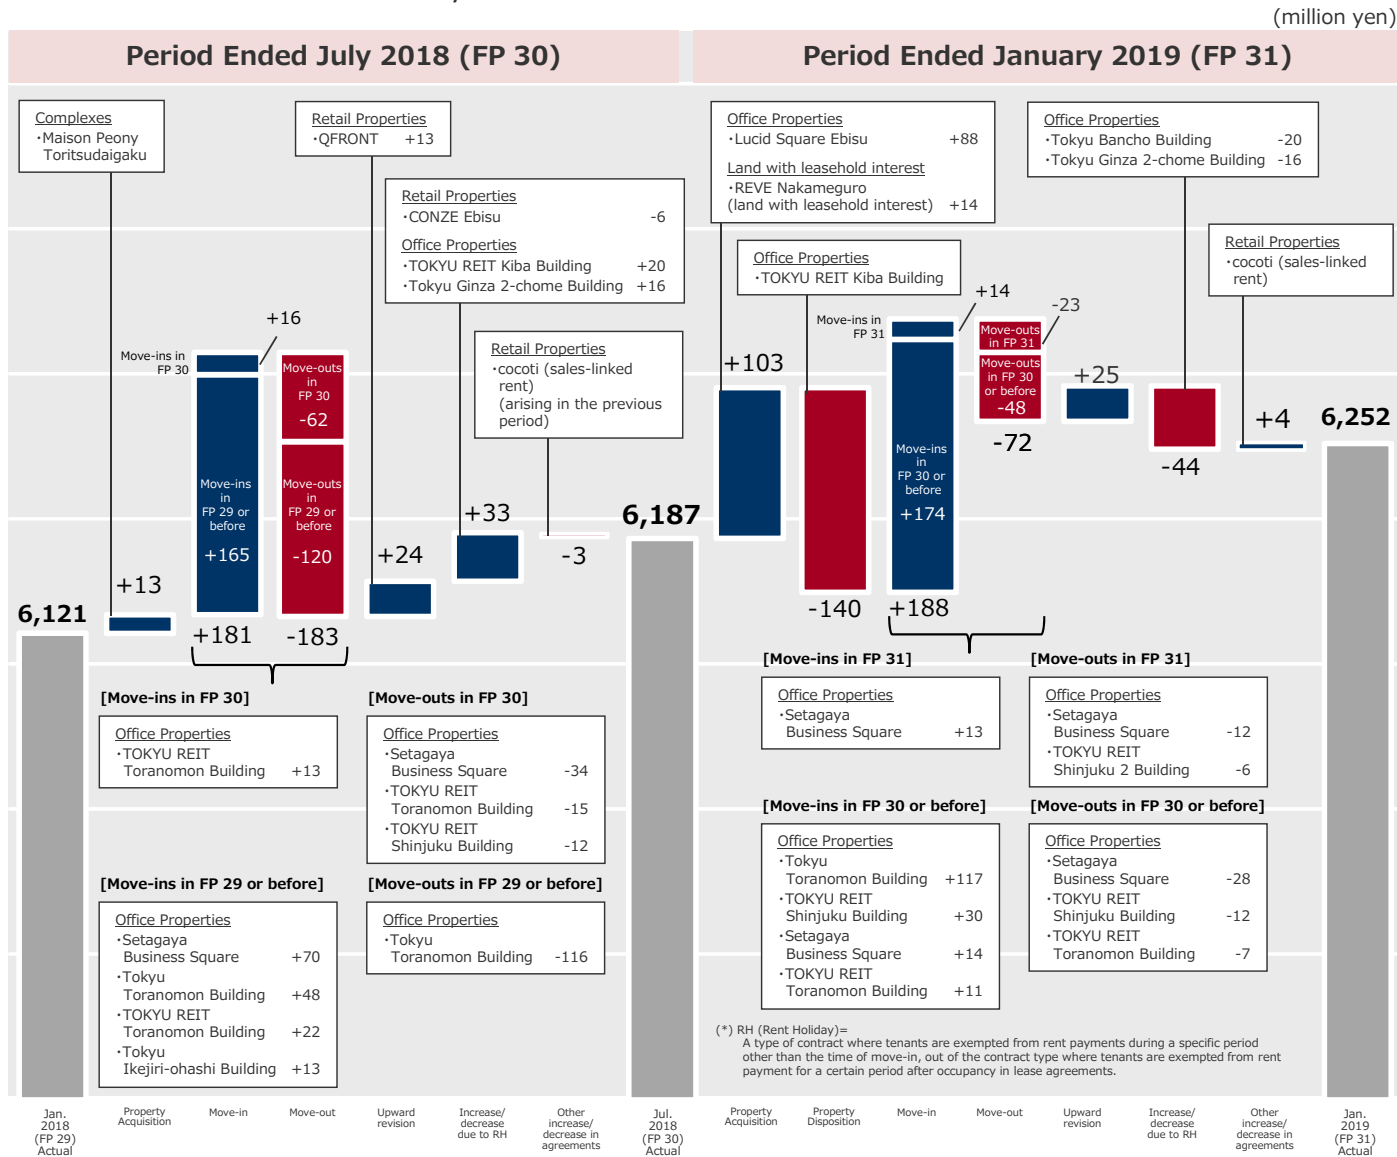 (million yen)
Period Ended July 2018 (FP 30)
Period Ended January 2019 (FP 31)
Complexes
・Maison Peony
Toritsudaigaku
Retail Properties
・QFRONT +13
Retail Properties
・CONZE Ebisu -6
Office Properties
・TOKYU REIT Kiba Building +20
・Tokyu Ginza 2-chome Building +16
Retail Properties
・cocoti (sales-linked
rent)
(arising in the previous
period)
Office Properties
・Lucid Square Ebisu +88
Land with leasehold interest
・REVE Nakameguro
(land with leasehold interest) +14
Office Properties
・TOKYU REIT Kiba Building
Office Properties
・Tokyu Bancho Building -20
・Tokyu Ginza 2-chome Building -16
Retail Properties
・cocoti (sales-linked
rent)
6,121
+13
Move-ins in
FP 30
+16
Move-ins
in
FP 29 or
before
+165
+181
Move-outs
in
FP 30
-62
Move-outs
in
FP 29 or
before
-120
-183
+24
+33
-3
6,187
+103
-140
Move-ins in
FP 31
+14
Move-ins
in
FP 30 or
before
+174
+188
-23
Move-outs
in FP 31
Move-outs
in FP 30
or before
-48
-72
+25
-44
+4
6,252
[Move-ins in FP 30]
Office Properties
・TOKYU REIT
Toranomon Building +13
[Move-outs in FP 30]
Office Properties
・Setagaya
Business Square -34
・TOKYU REIT
Toranomon Building -15
・TOKYU REIT
Shinjuku Building -12
[Move-ins in FP 29 or before]
Office Properties
・Setagaya
Business Square +70
・Tokyu
Toranomon Building +48
・TOKYU REIT
Toranomon Building +22
・Tokyu
Ikejiri-ohashi Building +13
[Move-outs in FP 29 or before]
Office Properties
・Tokyu
Toranomon Building -116
[Move-ins in FP 31]
Office Properties
・Setagaya
Business Square +13
[Move-outs in FP 31]
Office Properties
・Setagaya
Business Square -12
・TOKYU REIT
Shinjuku 2 Building -6
[Move-ins in FP 30 or before]
Office Properties
・Tokyu
Toranomon Building +117
・TOKYU REIT
Shinjuku Building +30
・Setagaya
Business Square +14
・TOKYU REIT
Toranomon Building +11
[Move-outs in FP 30 or before]
Office Properties
・Setagaya
Business Square -28
・TOKYU REIT
Shinjuku Building -12
・TOKYU REIT
Toranomon Building -7
(*) RH (Rent Holiday)=
A type of contract where tenants are exempted from rent payments during a specific period
other than the time of move-in, out of the contract type where tenants are exempted from rent
payment for a certain period after occupancy in lease agreements.
Jan.
2018
(FP 29)
Actual
Property
Acquisition
Move-in
Move-out
Upward
revision
Increase/
decrease
due to RH
Other
increase/
decrease in
agreements
Jul.
2018
(FP 30)
Actual
Property
Acquisition
Property
Disposition
Move-in
Move-out
Upward
revision
Increase/
decrease
due to RH
Other
increase/
decrease in
agreements
Jan.
2019
(FP 31)
Actual